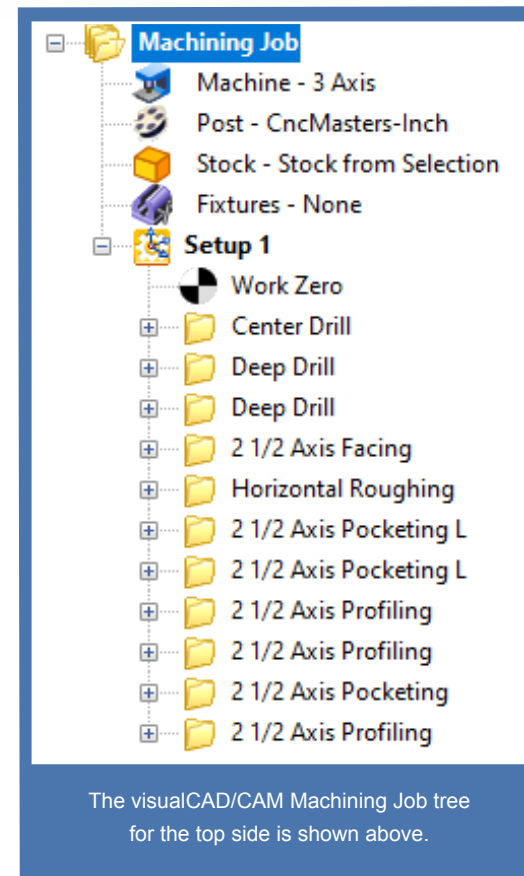 Machining Job
Machine - 3 Axis
Post - CncMasters-Inch
Stock - Stock from Selection
Fixtures - None
Setup 1
Work Zero
Center Drill
Deep Drill
Deep Drill
2 1/2 Axis Facing
Horizontal Roughing
2 1/2 Axis Pocketing L
2 1/2 Axis Pocketing L
2 1/2 Axis Profiling
2 1/2 Axis Profiling
2 1/2 Axis Pocketing
2 1/2 Axis Profiling
The visualCAD/CAM Machining Job tree
for the top side is shown above.